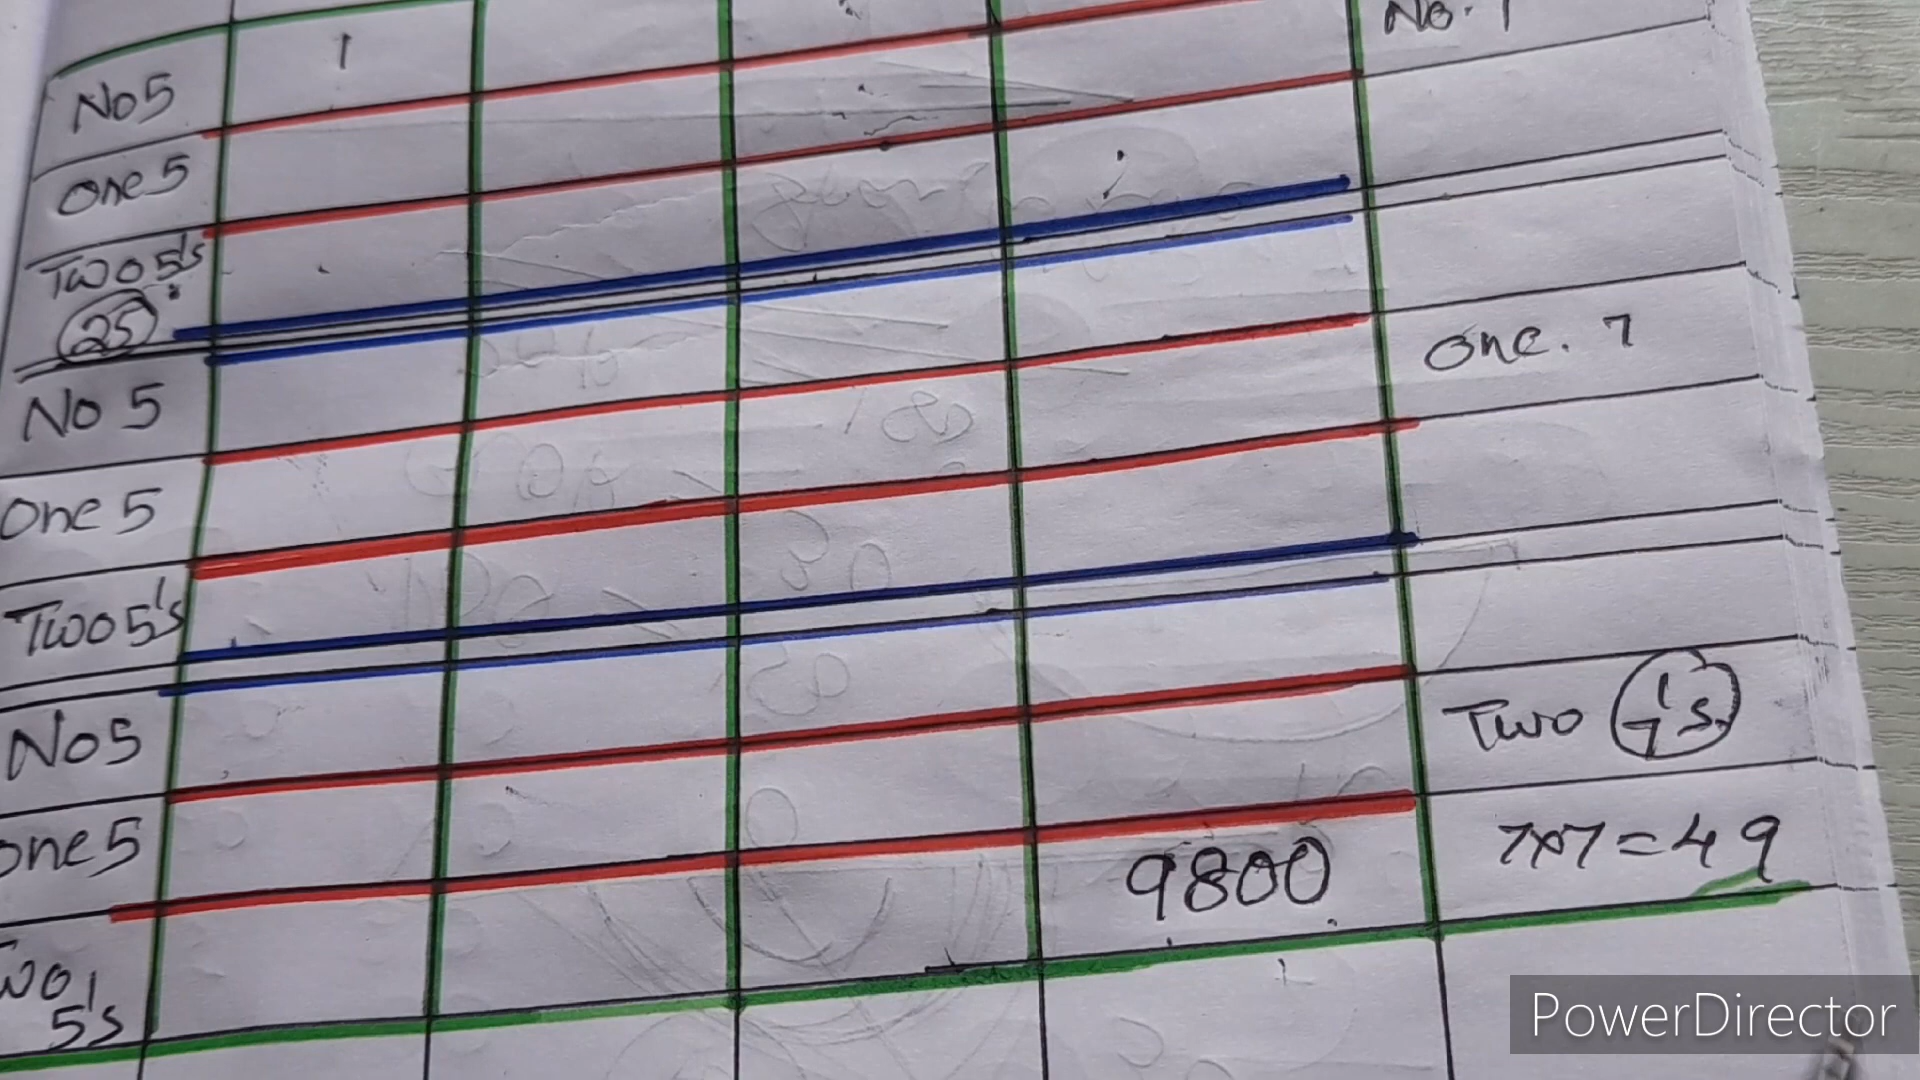 No. 7
No 5
1
One 5
Two 5's
25
No 5
One. 7
One 5
Two 5's
No 5
Two 7's
One 5
9800
7x7=49
Two
5's
PowerDirector